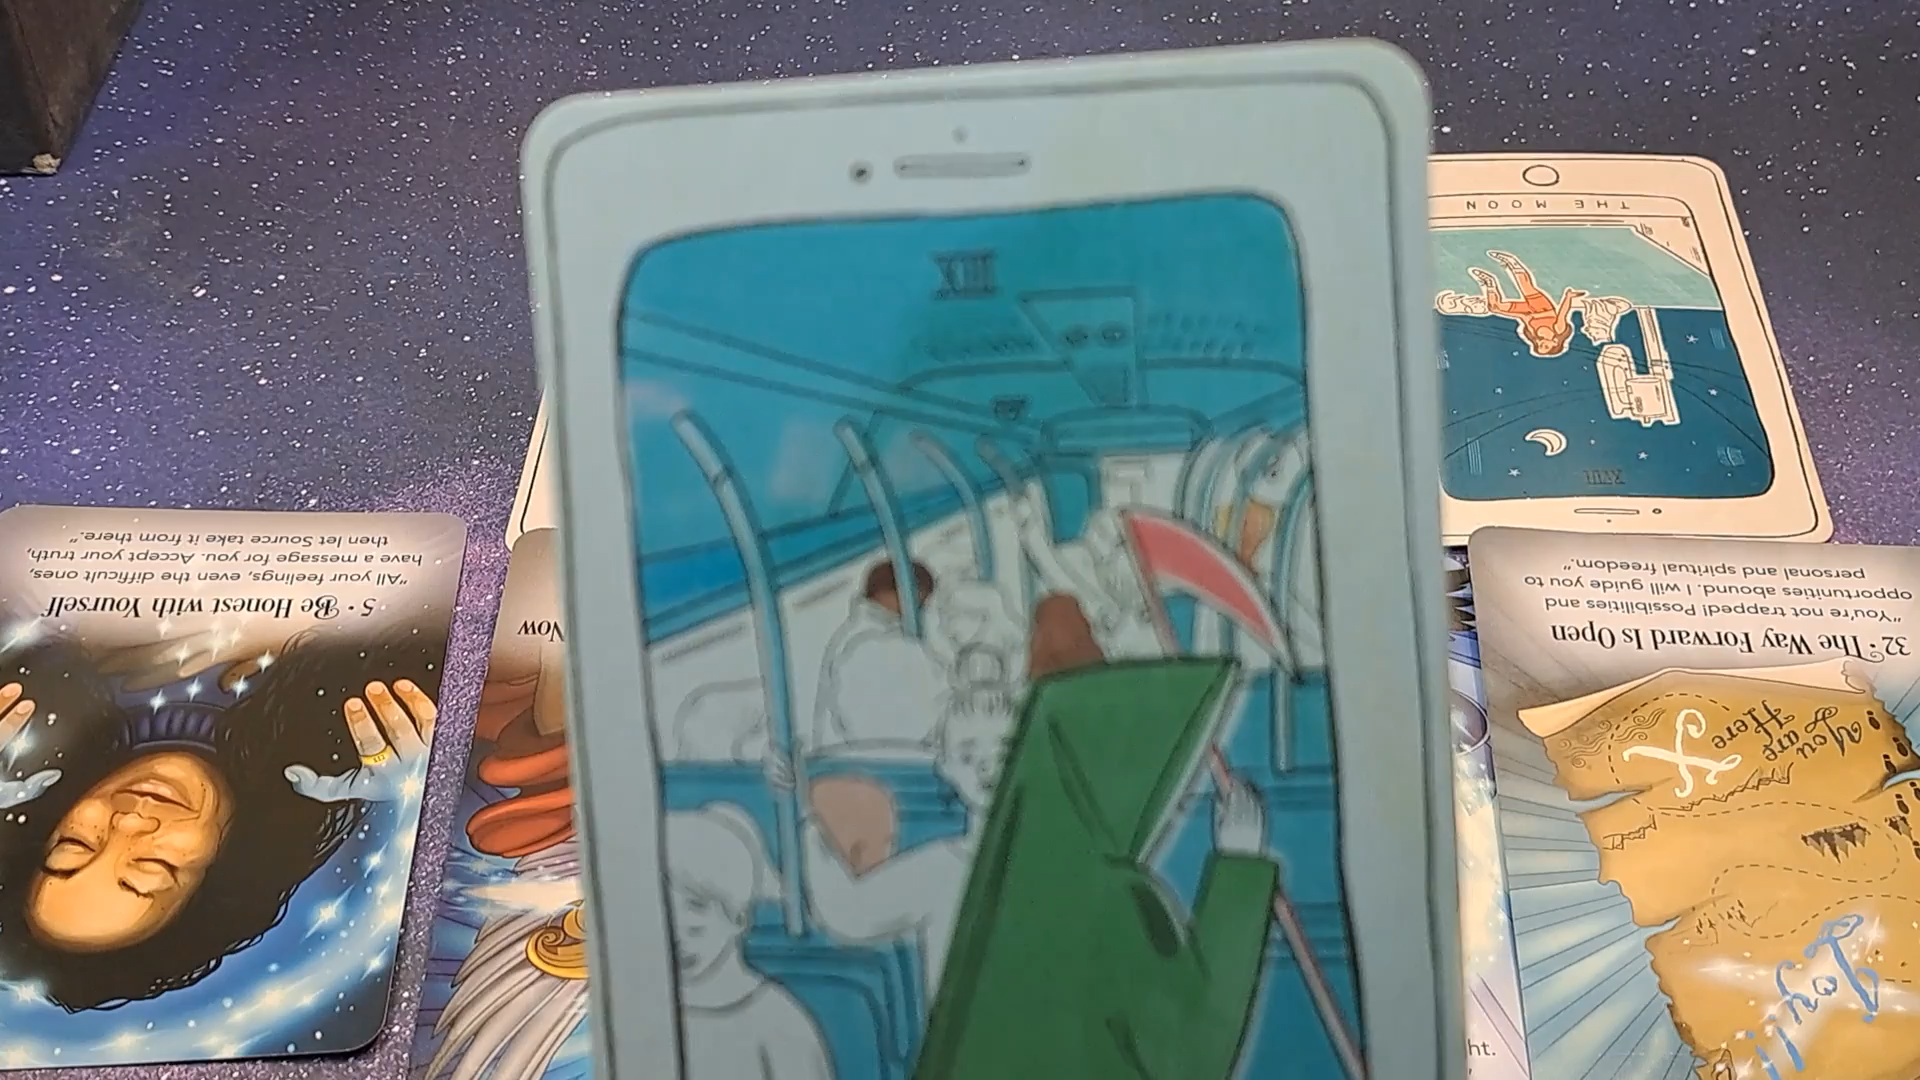 XIII
THE MOON
XVIII
5 • Be Honest with Yourself
"All your feelings, even the difficult ones,
have a message for you. Accept your truth,
then let Source take it from there."
Now
32 • The Way Forward Is Open
"You're not trapped! Possibilities and
opportunities abound. I will guide you to
personal and spiritual freedom."
You are
Here
X
Joy
ht.